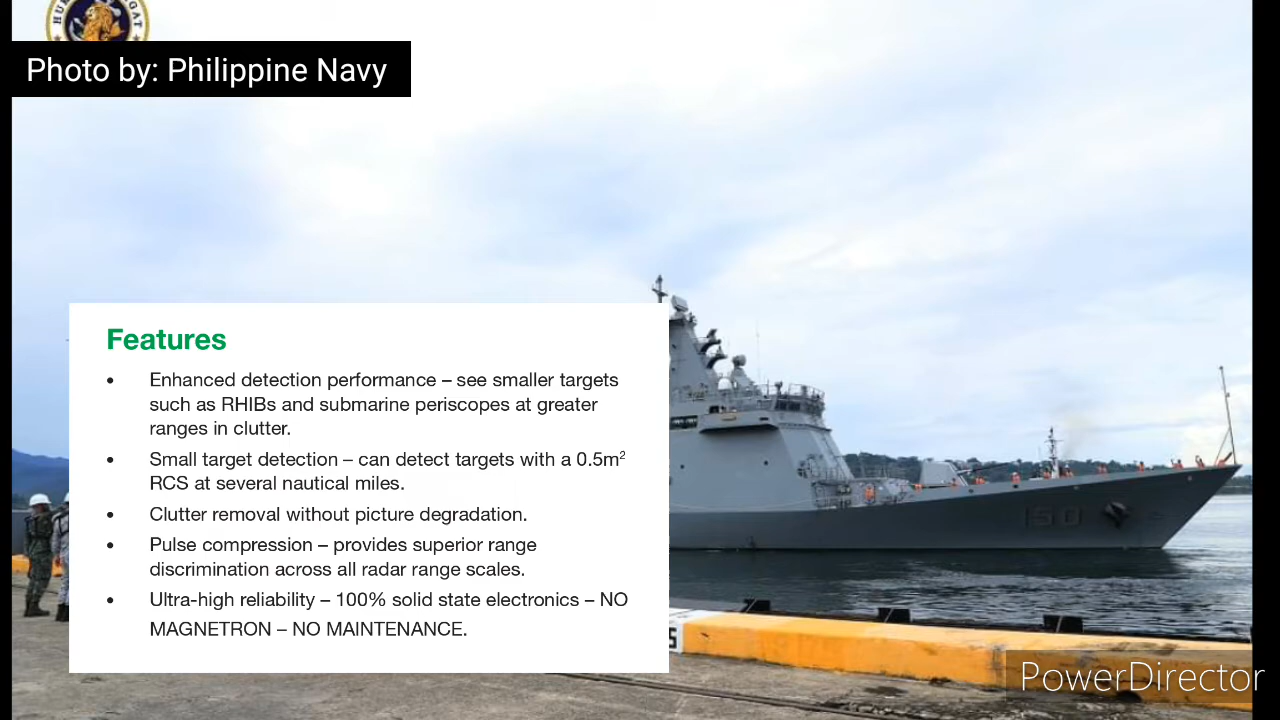 HU
GAT
Photo by: Philippine Navy
Features
• Enhanced detection performance – see smaller targets
such as RHIBs and submarine periscopes at greater
ranges in clutter.
• Small target detection – can detect targets with a 0.5m²
RCS at several nautical miles.
• Clutter removal without picture degradation.
• Pulse compression – provides superior range
discrimination across all radar range scales.
• Ultra-high reliability – 100% solid state electronics – NO
MAGNETRON – NO MAINTENANCE.
150
S
PowerDirector